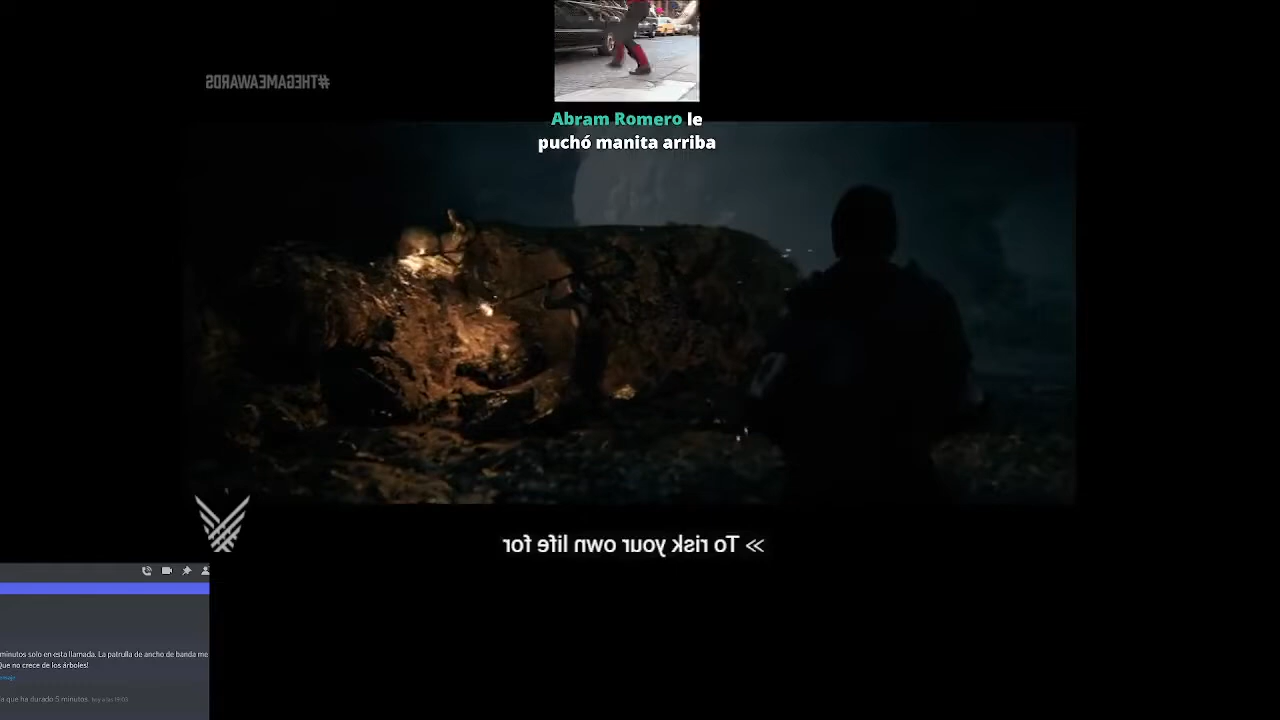 #THEGAMEAWARDS
Abram Romero le
puchó manita arriba
>> To risk your own life for
minutos solo en esta llamada. La patrulla de ancho de banda me
Que no crece de los árboles!
a que ha durado 5 minutos.